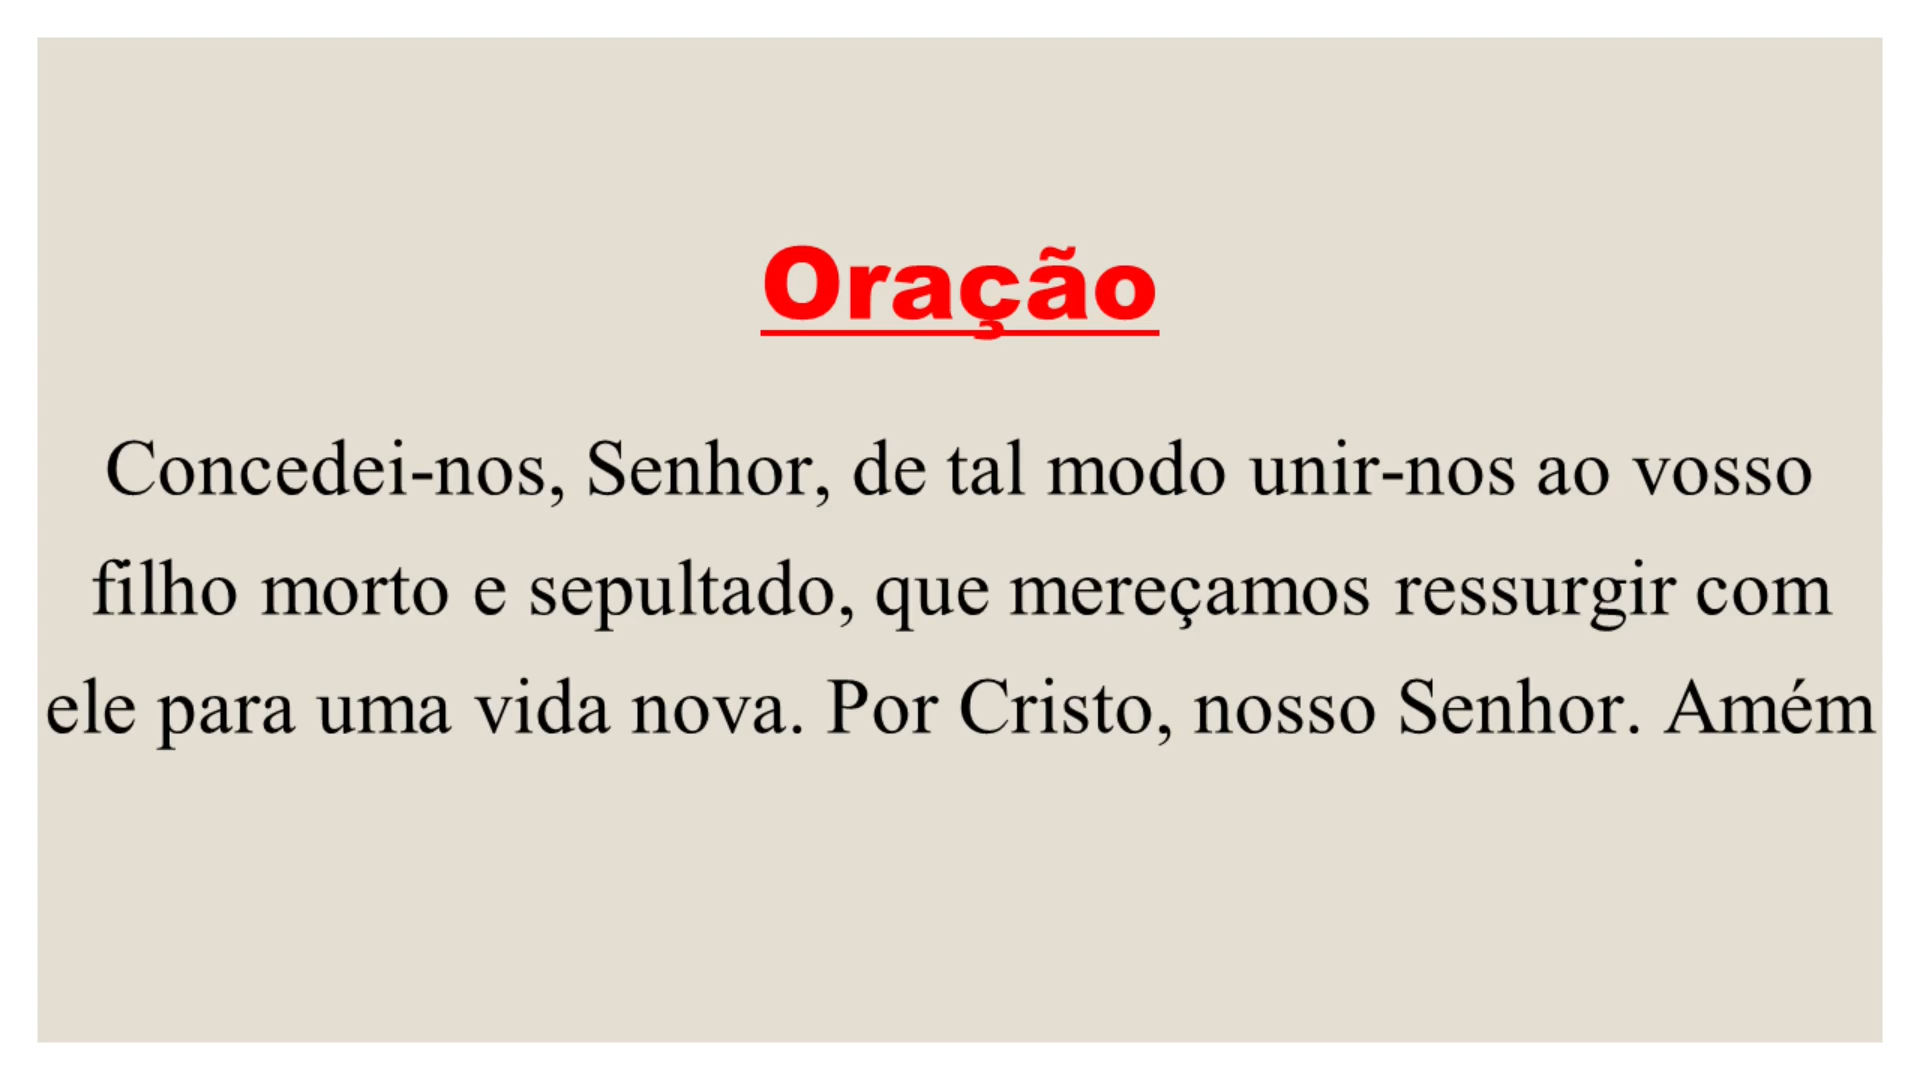 Oração
Concedei-nos, Senhor, de tal modo unir-nos ao vosso
filho morto e sepultado, que mereçamos ressurgir com
ele para uma vida nova. Por Cristo, nosso Senhor. Amém